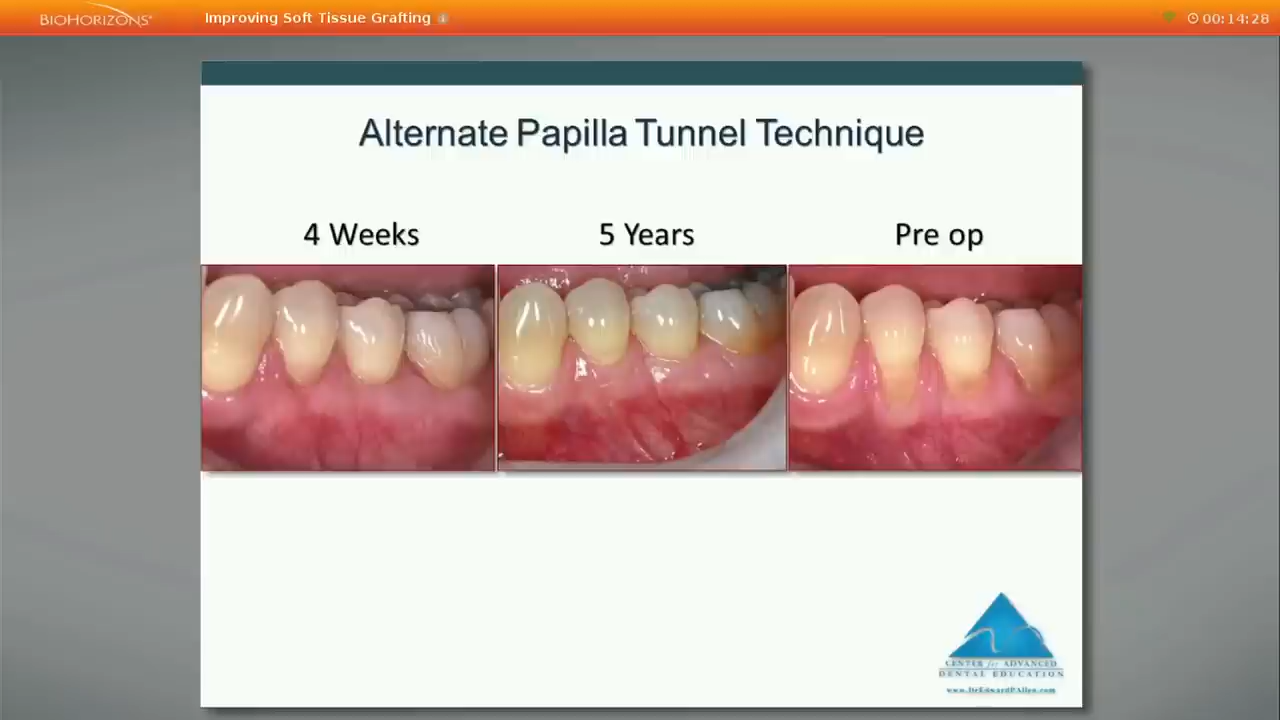 BIOHORIZONS®
Improving Soft Tissue Grafting
00:14:28
Alternate Papilla Tunnel Technique
4 Weeks
5 Years
Pre op
CENTER for ADVANCED
DENTAL EDUCATION
www.DrEdwardPAllen.com